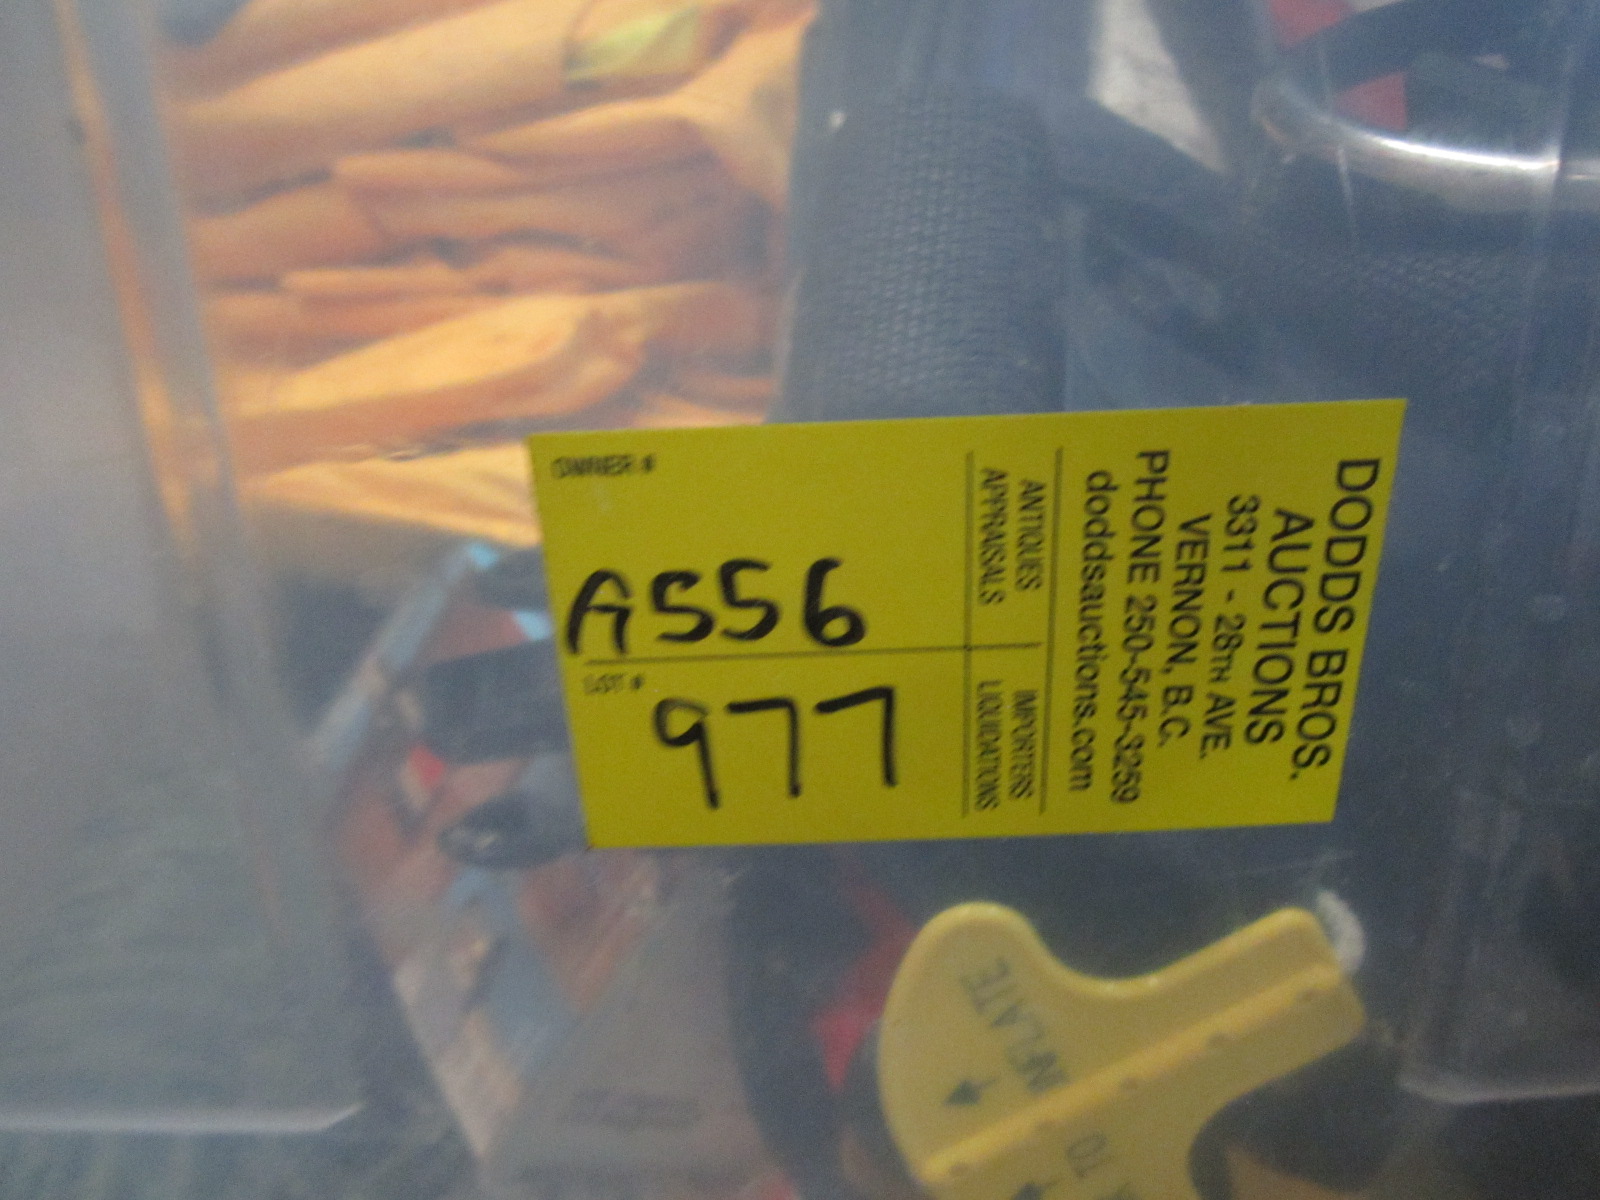 DODDS BROS.
AUCTIONS
3311 - 28TH AVE.
VERNON, B.C.
PHONE 250-545-3259
doddsauctions.com
ANTIQUES
APPRAISALS
IMPORTERS
LIQUIDATIONS
OWNER #
A556
LOT #
977
INFLATE
TO